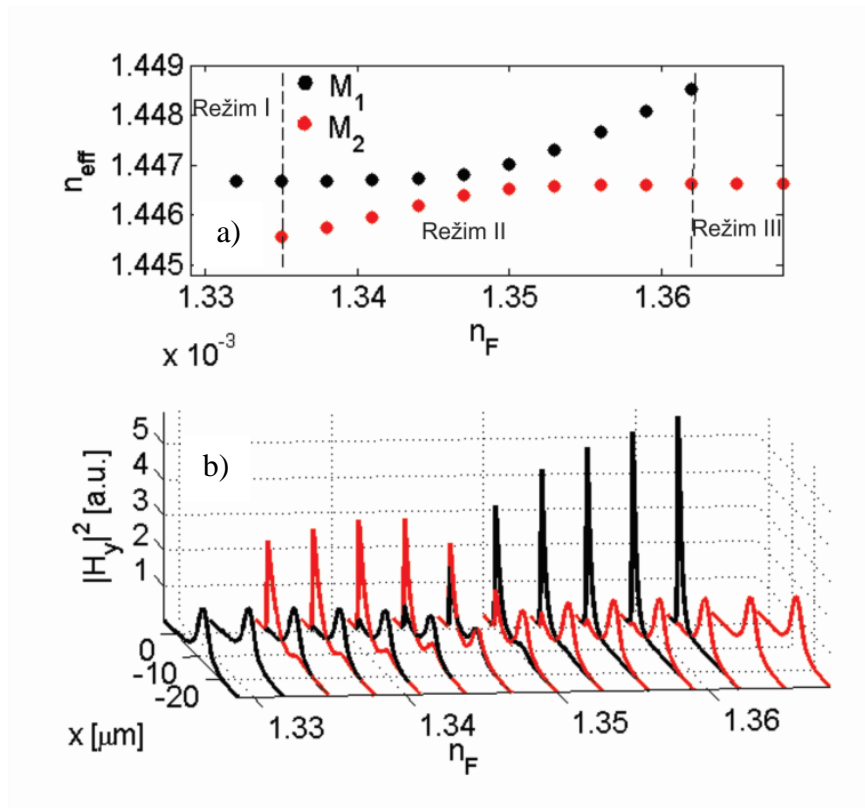 1.449
1.448
1.447
1.446
1.445
n_eff
Režim I
M_1
M_2
a)
Režim II
Režim III
1.33
1.34
1.35
1.36
n_F
x 10^-3
b)
5
4
3
2
1
|H_y|^2 [a.u.]
0
-10
-20
x [μm]
1.33
1.34
1.35
1.36
n_F